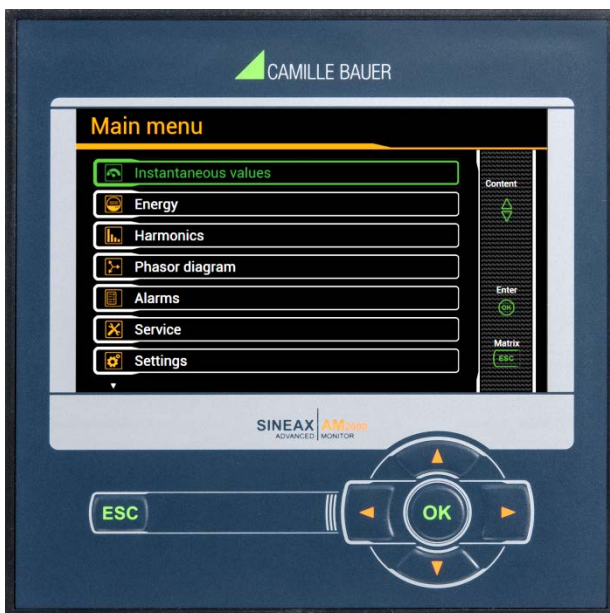 CAMILLE BAUER
Main menu
Instantaneous values
Content
Energy
Harmonics
Phasor diagram
Enter
OK
Alarms
Service
Matrix
ESC
Settings
SINEAX AM2000
ADVANCED MONITOR
ESC
OK